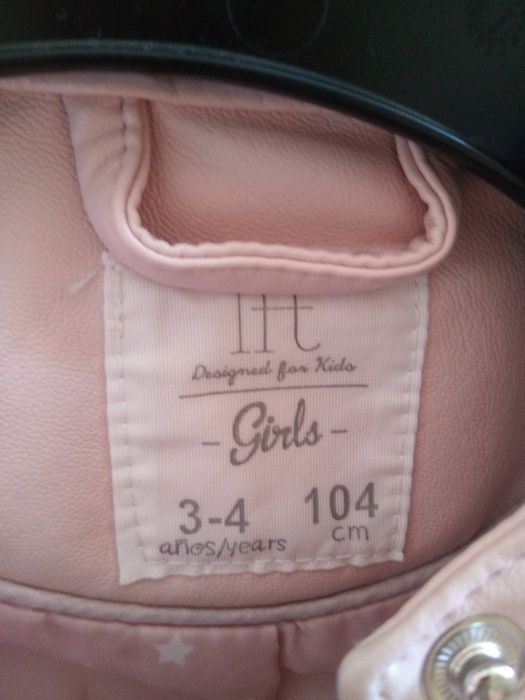 lft
Designed for Kids
- Girls -
3-4 104
años/years cm